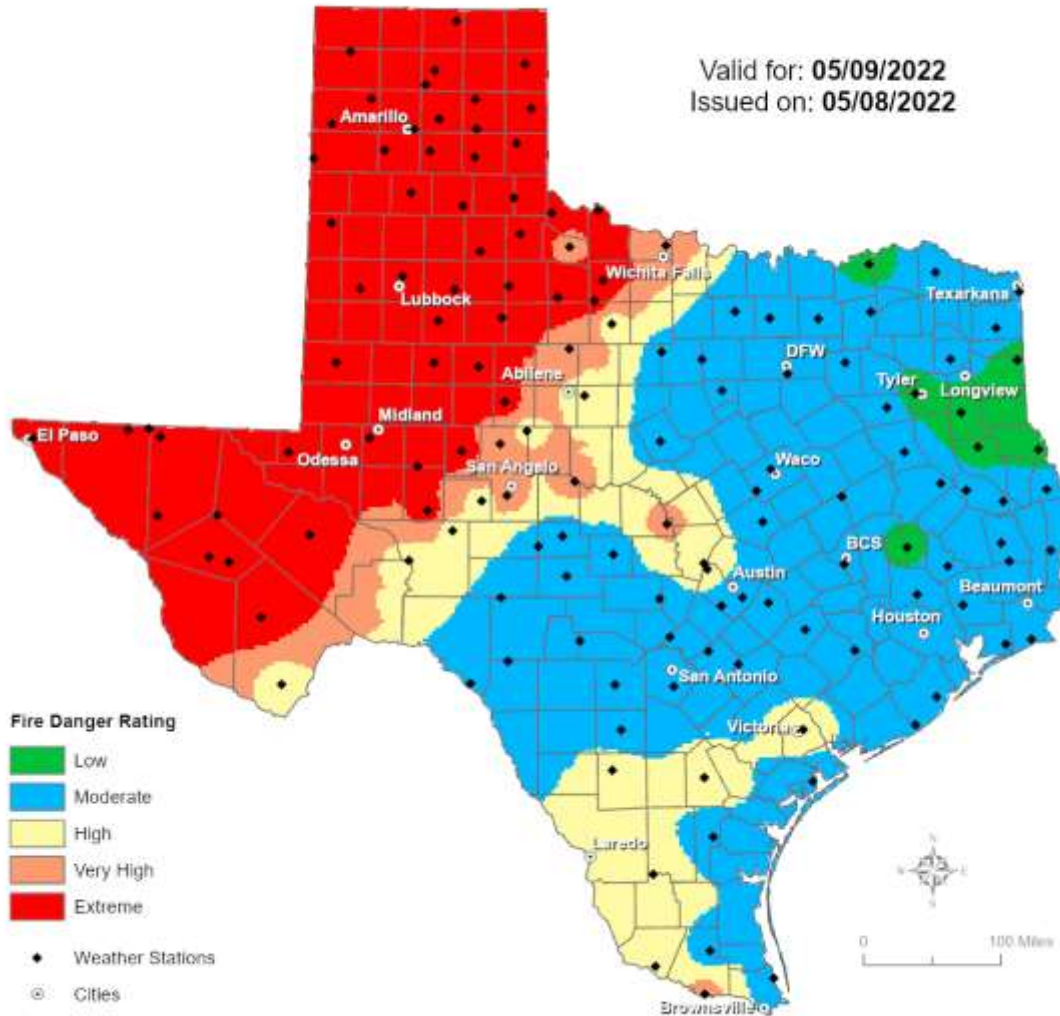 Valid for: 05/09/2022
Issued on: 05/08/2022
Amarillo
Wichita Falls
Lubbock
Texarkana
DFW
Abilene
Tyler
Longview
Midland
El Paso
Odessa
San Angelo
Waco
BCS
Austin
Beaumont
Houston
San Antonio
Victoria
Laredo
Brownsville
Fire Danger Rating
Low
Moderate
High
Very High
Extreme
Weather Stations
Cities
N
E
0
100 Miles